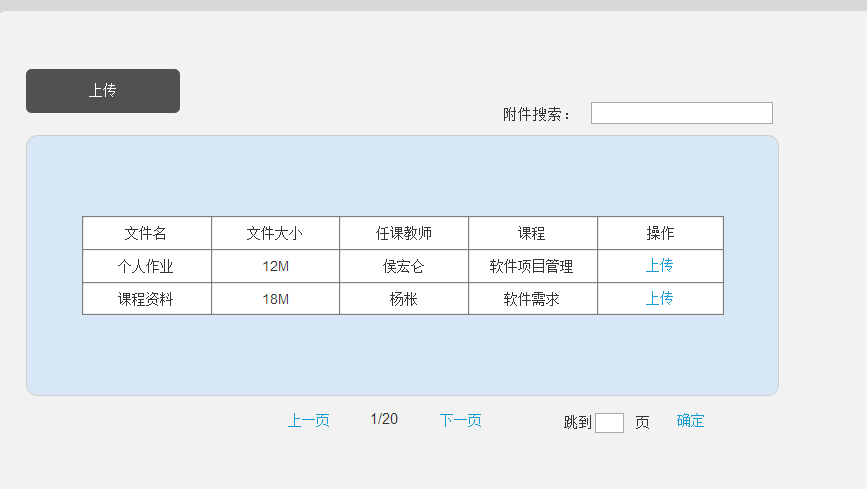 上传
附件搜索：
文件名 文件大小 任课教师 课程 操作
个人作业 12M 侯宏仑 软件项目管理 上传
课程资料 18M 杨枨 软件需求 上传
上一页 1/20 下一页 跳到 页 确定